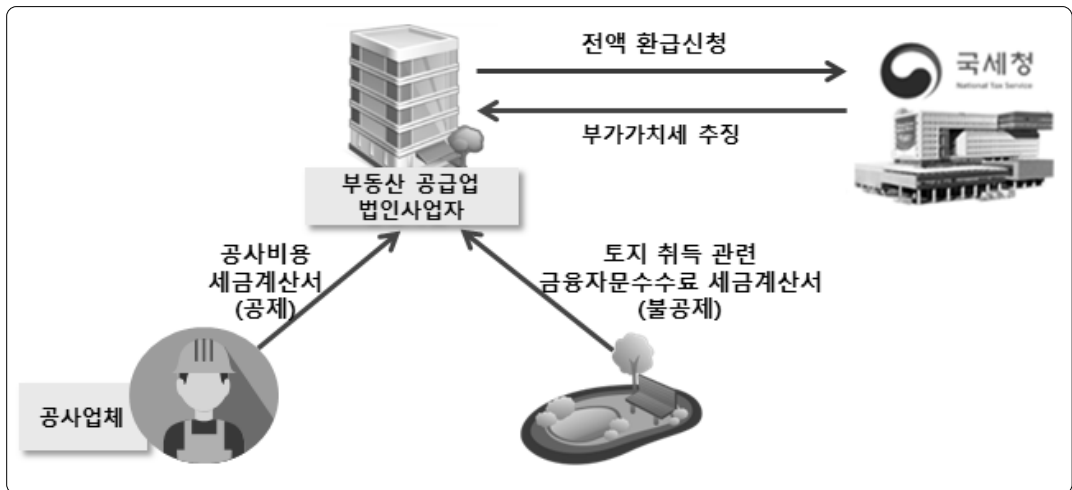 전액 환급신청
국세청
National Tax Service
부가가치세 추징
부동산 공급업
법인사업자
공사비용
세금계산서
(공제)
토지 취득 관련
금융자문수수료 세금계산서
(불공제)
공사업체